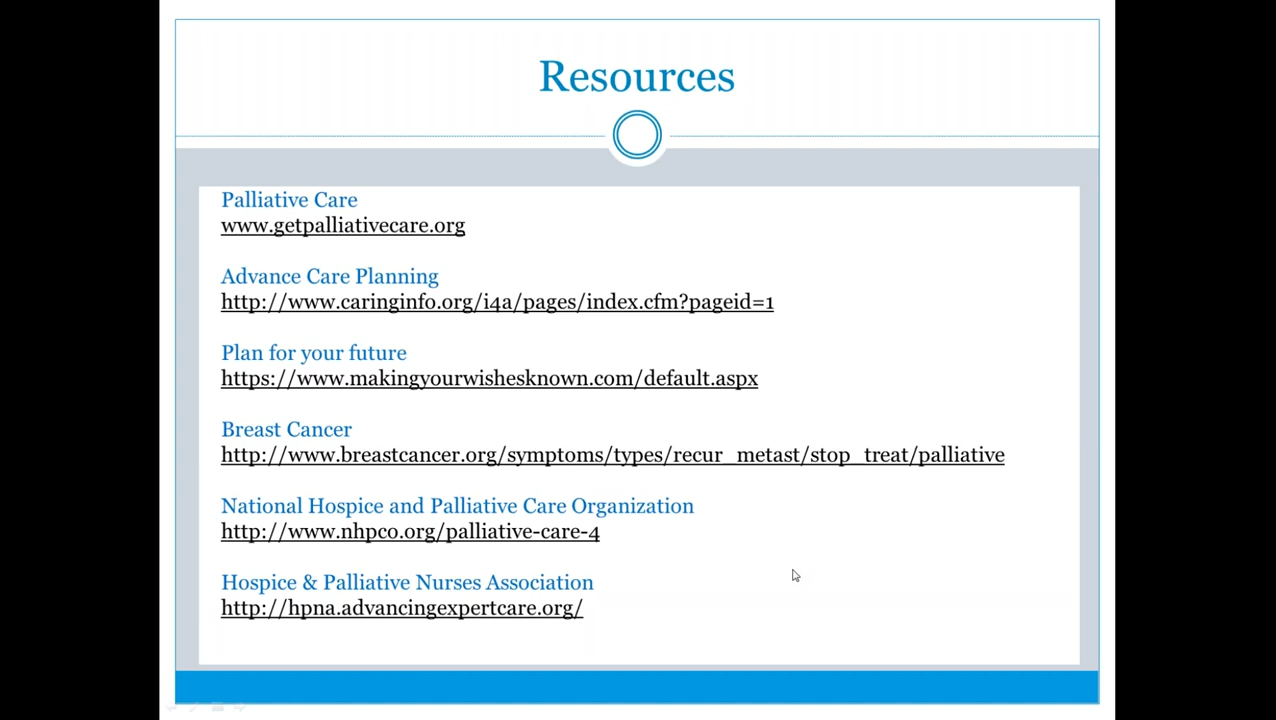 Resources
Palliative Care
www.getpalliativecare.org
Advance Care Planning
http://www.caringinfo.org/i4a/pages/index.cfm?pageid=1
Plan for your future
https://www.makingyourwishesknown.com/default.aspx
Breast Cancer
http://www.breastcancer.org/symptoms/types/recur_metast/stop_treat/palliative
National Hospice and Palliative Care Organization
http://www.nhpco.org/palliative-care-4
Hospice & Palliative Nurses Association
http://hpna.advancingexpertcare.org/